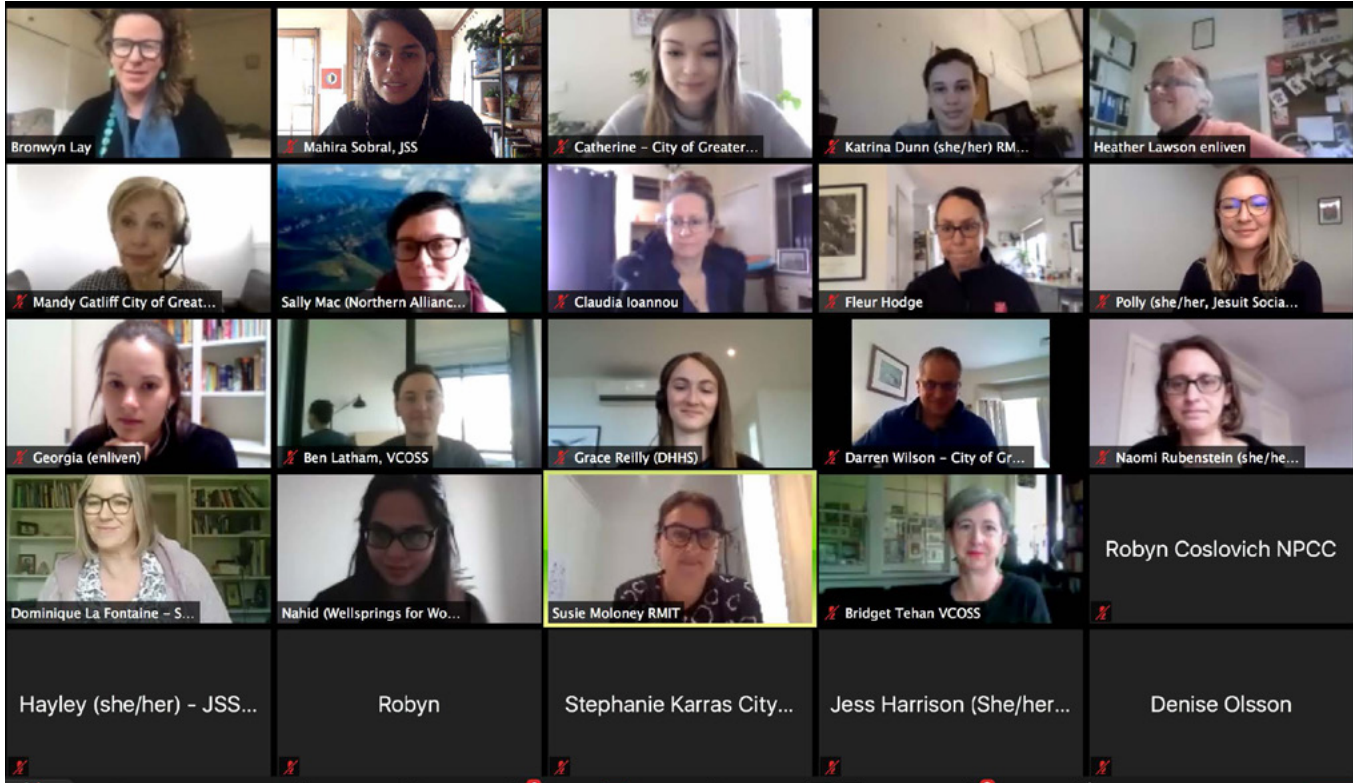 Bronwyn Lay
Mahira Sobral, JSS
Catherine – City of Greater...
Katrina Dunn (she/her) RM...
Heather Lawson enliven
Mandy Gatliff City of Great...
Sally Mac (Northern Allianc...
Claudia Ioannou
Fleur Hodge
Polly (she/her, Jesuit Socia...
Georgia (enliven)
Ben Latham, VCOSS
Grace Reilly (DHHS)
Darren Wilson – City of Gr...
Naomi Rubenstein (she/he...
Dominique La Fontaine – S...
Nahid (Wellsprings for Wo...
Susie Moloney RMIT
Bridget Tehan VCOSS
Robyn Coslovich NPCC
Hayley (she/her) - JSS...
Robyn
Stephanie Karras City...
Jess Harrison (She/her...
Denise Olsson